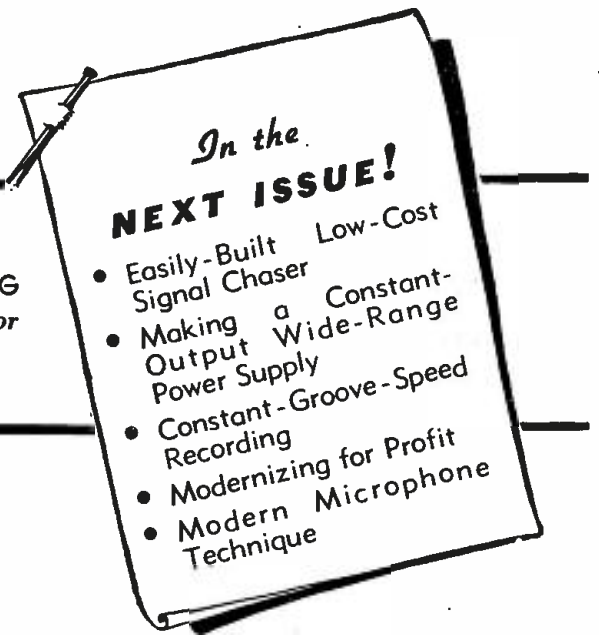 In the
NEXT ISSUE!
• Easily-Built Low-Cost
Signal Chaser
• Making a Constant-
Output Wide-Range
Power Supply
• Constant-Groove-Speed
Recording
• Modernizing for Profit
• Modern Microphone
Technique
G
or